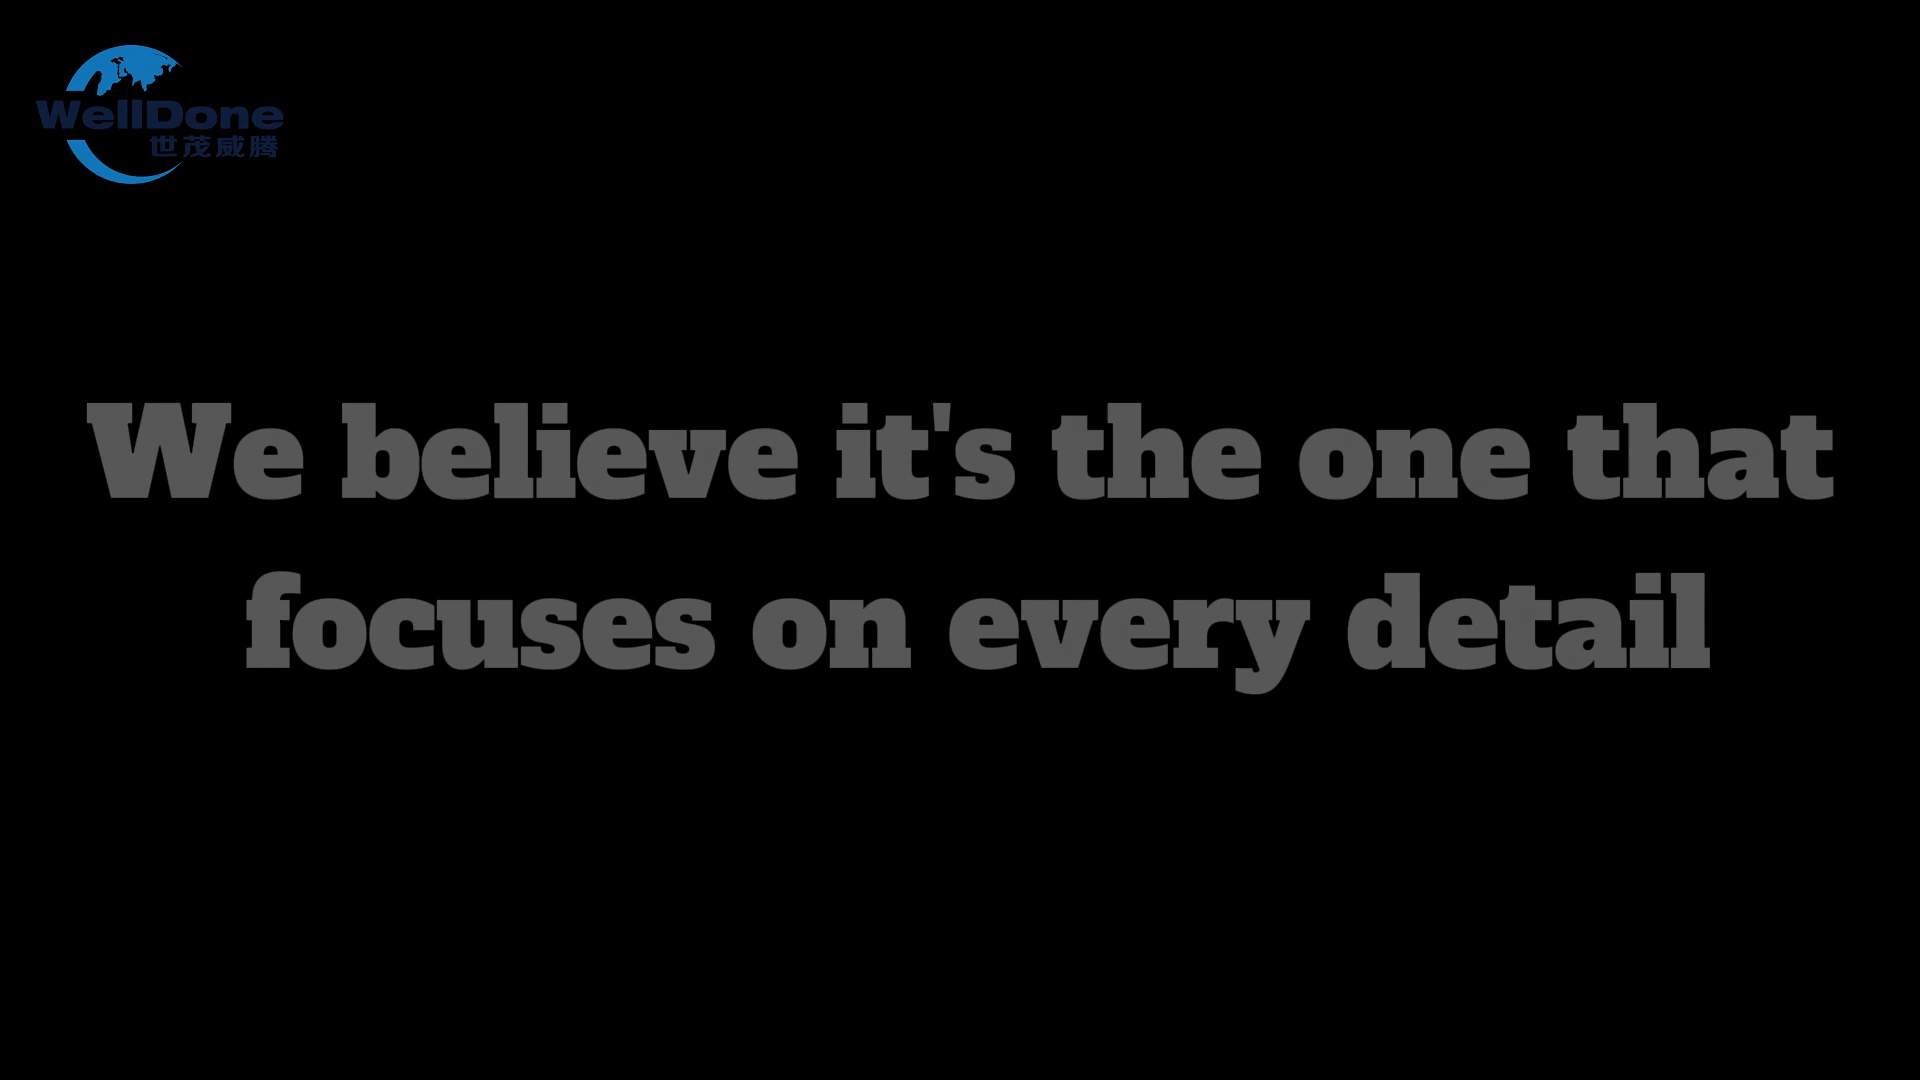 WellDone
世茂威腾
We believe it's the one that
focuses on every detail